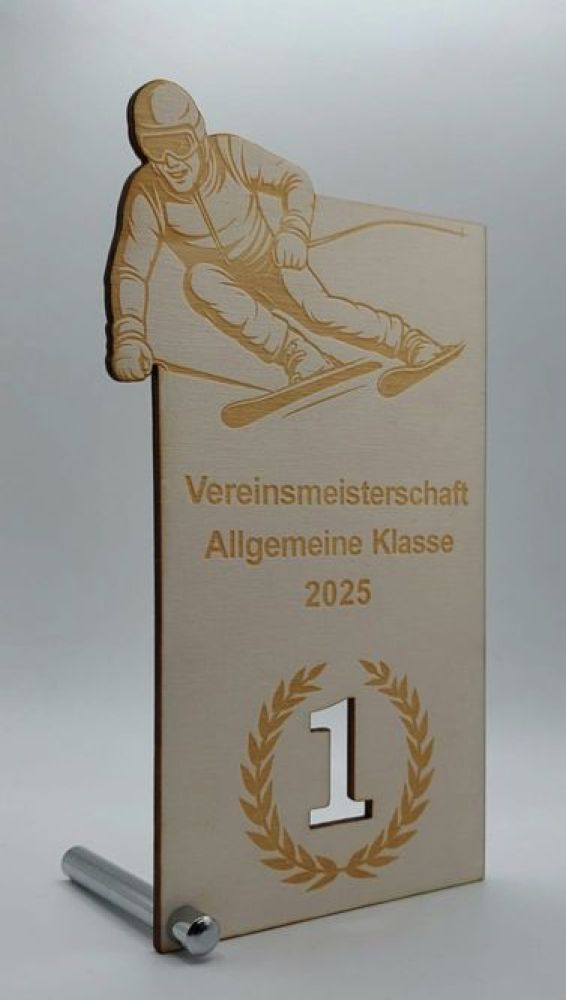 Vereinsmeisterschaft
Allgemeine Klasse
2025
1